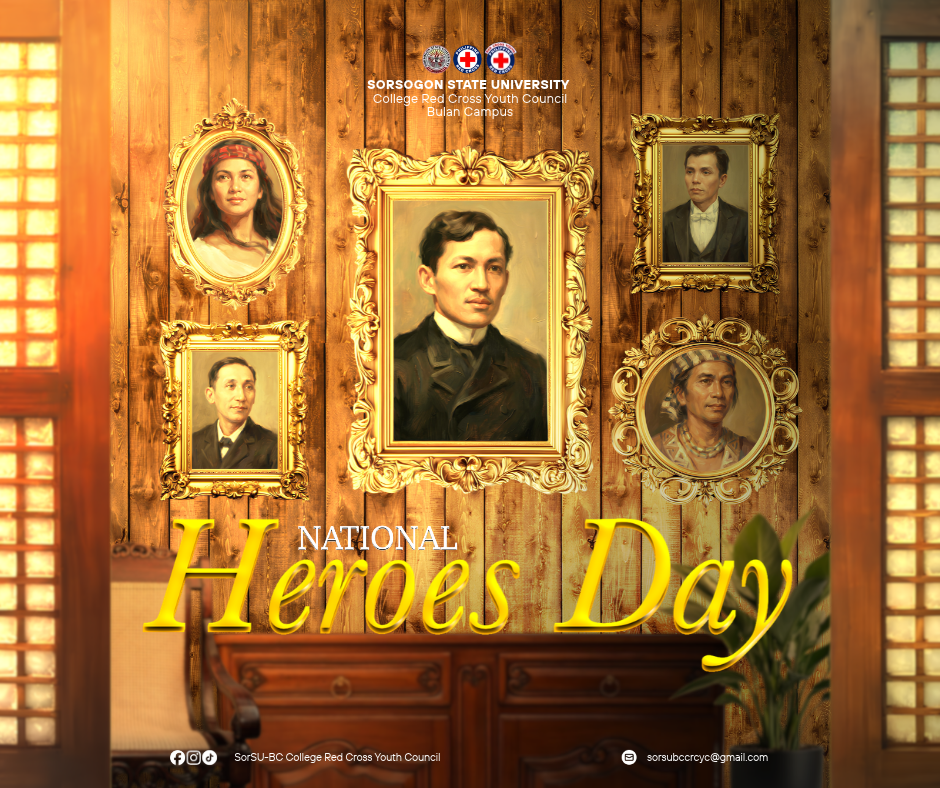 SORSOGON STATE UNIVERSITY
College Red Cross Youth Council
Bulan Campus
NATIONAL
Heroes Day
SorSU-BC College Red Cross Youth Council
sorsubccrcyc@gmail.com